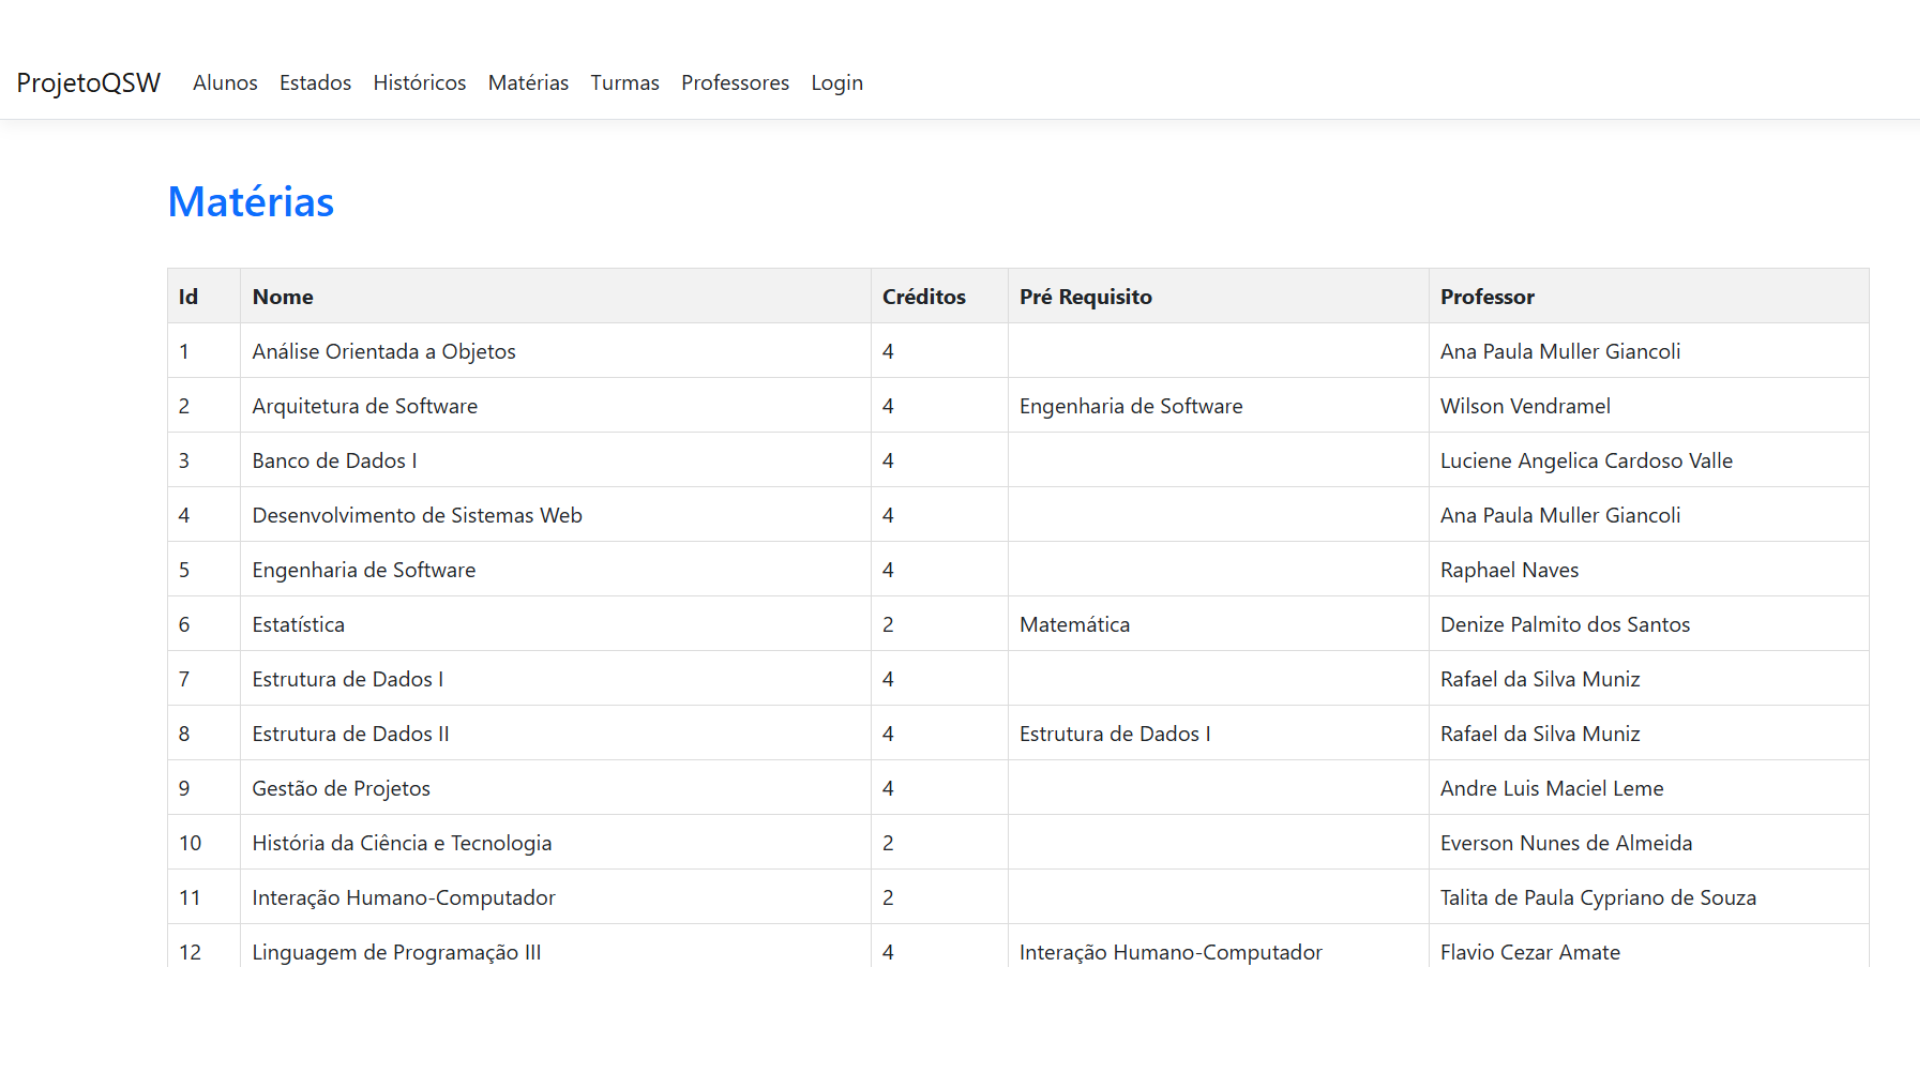 ProjetoQSW Alunos Estados Históricos Matérias Turmas Professores Login
Matérias
Id Nome Créditos Pré Requisito Professor
1 Análise Orientada a Objetos 4 Ana Paula Muller Giancoli
2 Arquitetura de Software 4 Engenharia de Software Wilson Vendramel
3 Banco de Dados I 4 Luciene Angelica Cardoso Valle
4 Desenvolvimento de Sistemas Web 4 Ana Paula Muller Giancoli
5 Engenharia de Software 4 Raphael Naves
6 Estatística 2 Matemática Denize Palmito dos Santos
7 Estrutura de Dados I 4 Rafael da Silva Muniz
8 Estrutura de Dados II 4 Estrutura de Dados I Rafael da Silva Muniz
9 Gestão de Projetos 4 Andre Luis Maciel Leme
10 História da Ciência e Tecnologia 2 Everson Nunes de Almeida
11 Interação Humano-Computador 2 Talita de Paula Cypriano de Souza
12 Linguagem de Programação III 4 Interação Humano-Computador Flavio Cezar Amate